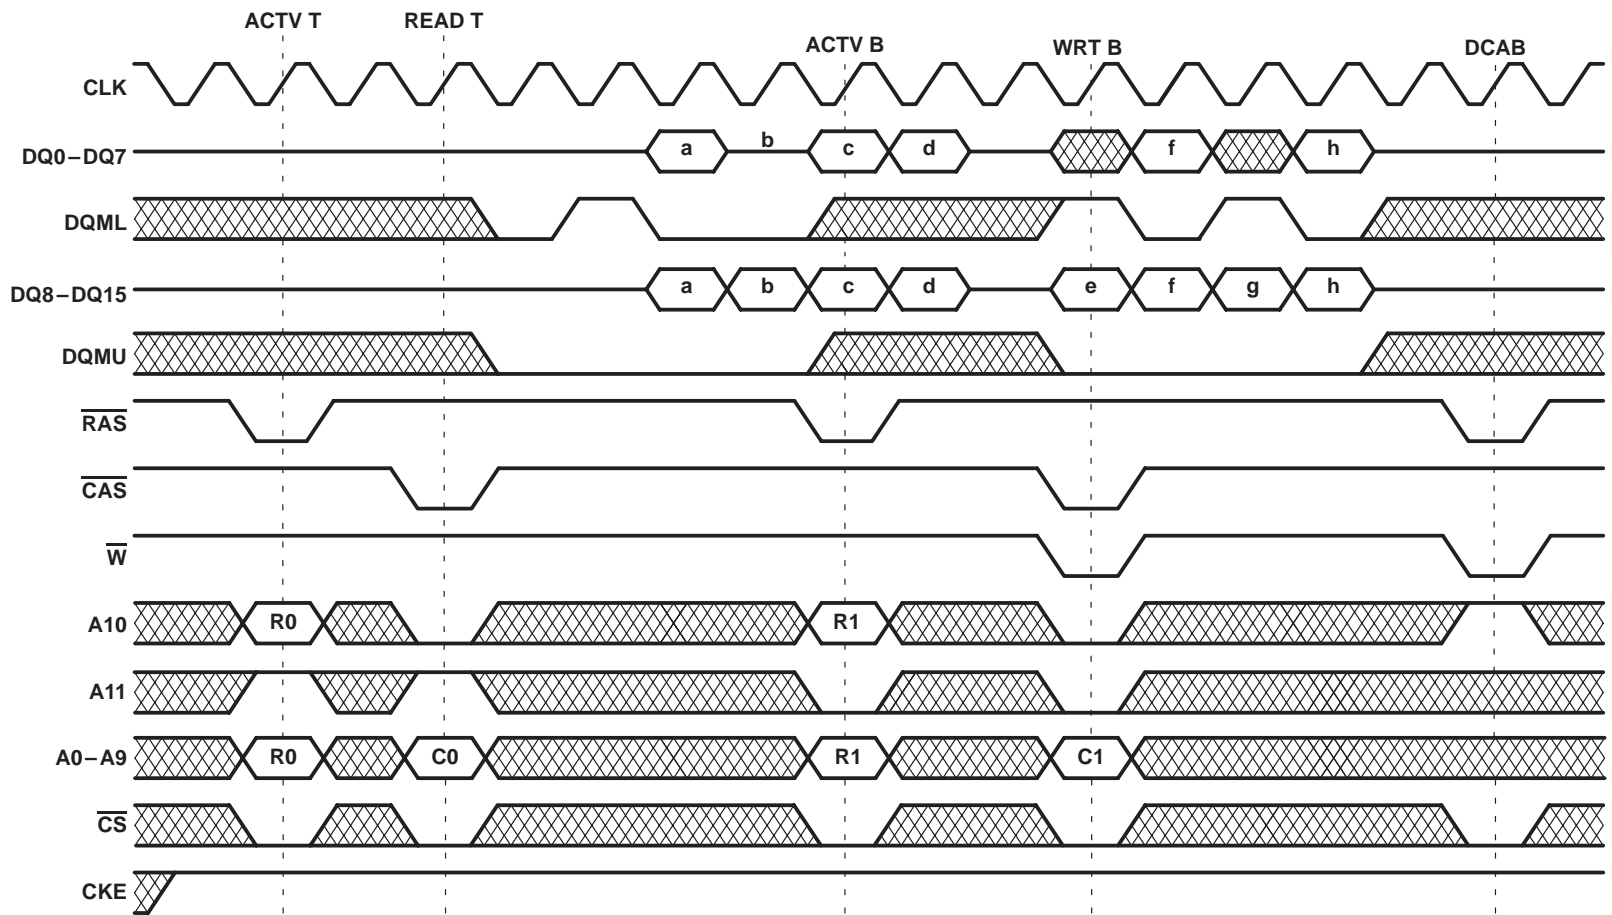 ACTV T READ T ACTV B WRT B DCAB
CLK
DQ0–DQ7 a b c d f h
DQML
DQ8–DQ15 a b c d e f g h
DQMU
RAS
CAS
W
A10 R0 R1
A11
A0–A9 R0 C0 R1 C1
CS
CKE